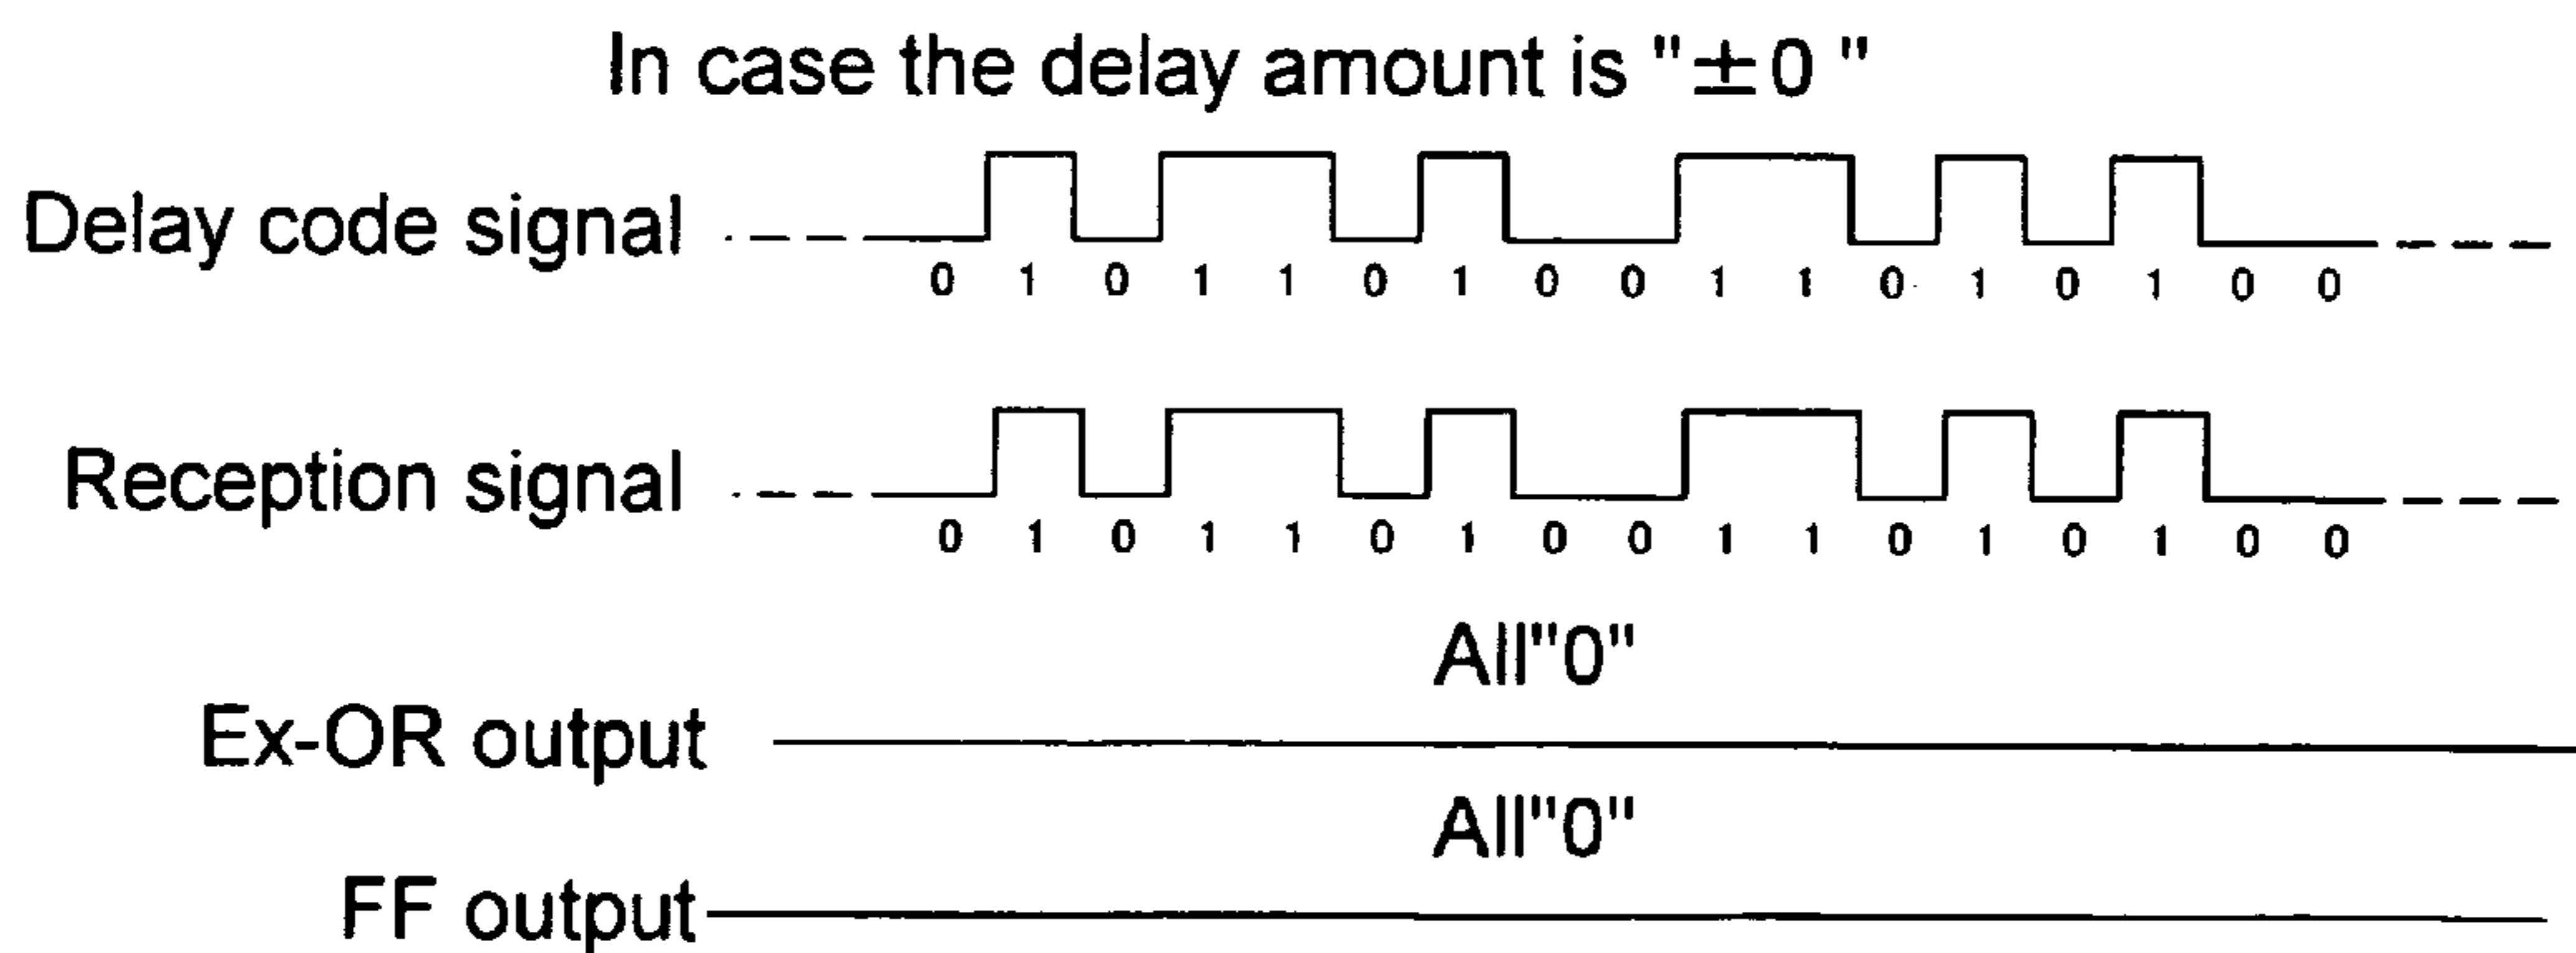 In case the delay amount is "±0 "
Delay code signal
0 1 0 1 1 0 1 0 0 1 1 0 1 0 1 0 0
Reception signal
0 1 0 1 1 0 1 0 0 1 1 0 1 0 1 0 0
All"0"
Ex-OR output
All"0"
FF output